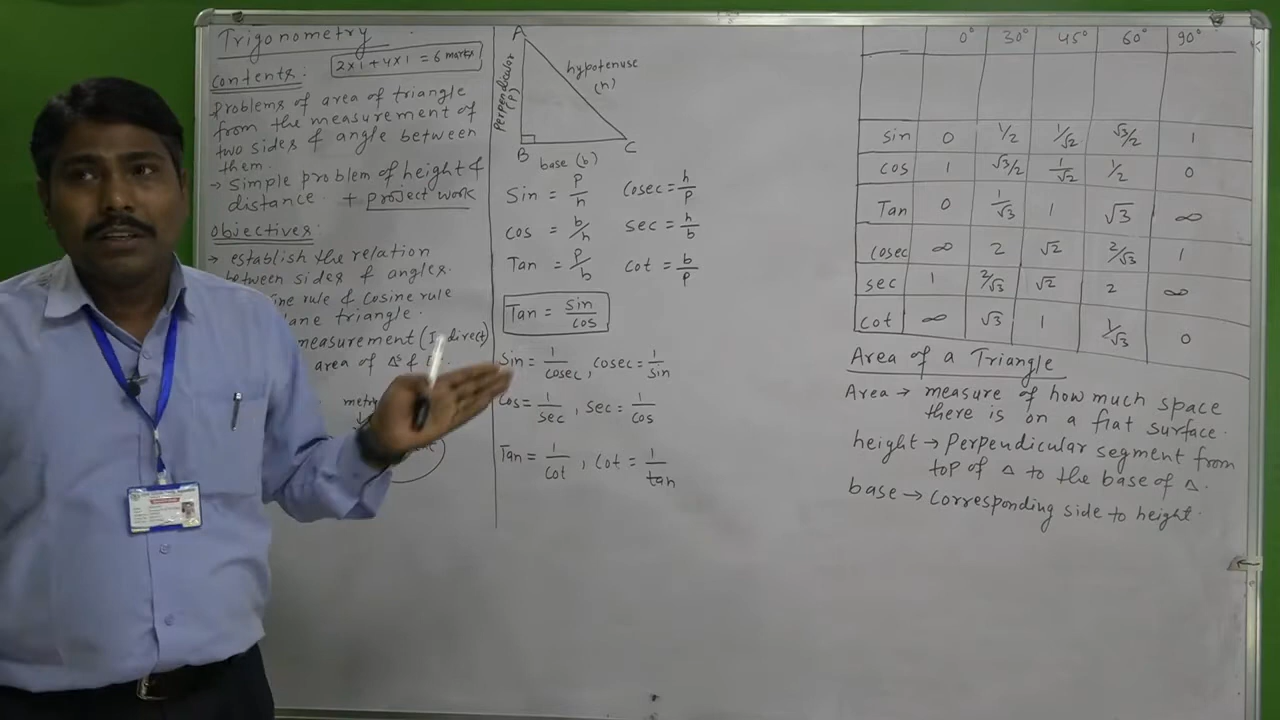 Trigonometry
2x1 + 4x1 = 6 marks
Contents:
problems of area of triangle
from the measurement of
two sides & angle between
them.
→ Simple problem of height &
distance. + project work
Objectives:
→ establish the relation
between sides & angles.
ine rule & Cosine rule
lane triangle.
measurement (Indirect)
area of Δs &
A
Perpendicular
(P)
hypotenuse
(h)
B
C
base (b)
Sin = P/h Cosec = h/P
cos = b/h sec = h/b
Tan = P/b Cot = b/P
Tan = sin/cos
Sin = 1/cosec, cosec = 1/sin
Cos = 1/sec, sec = 1/cos
Tan = 1/cot, cot = 1/tan
0° 30° 45° 60° 90°
sin 0 1/2 1/√2 √3/2 1
cos 1 √3/2 1/√2 1/2 0
Tan 0 1/√3 1 √3 ∞
cosec ∞ 2 √2 2/√3 1
sec 1 2/√3 √2 2 ∞
cot ∞ √3 1 1/√3 0
Area of a Triangle
Area → measure of how much space
there is on a flat surface.
height → Perpendicular segment from
top of Δ to the base of Δ.
base → Corresponding side to height.